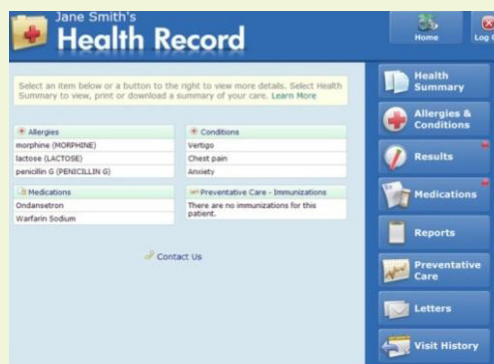 Jane Smith's
Health Record
Home
Log
Select an item below or a button to the right to view more details. Select Health
Summary to view, print or download a summary of your care. Learn More
Allergies
morphine (MORPHINE)
lactose (LACTOSE)
penicillin G (PENICILLIN G)
Conditions
Vertigo
Chest pain
Anxiety
Medications
Ondansetron
Warfarin Sodium
Preventative Care - Immunizations
There are no immunizations for this
patient.
Contact Us
Health
Summary
Allergies &
Conditions
Results
Medications
Reports
Preventative
Care
Letters
Visit History